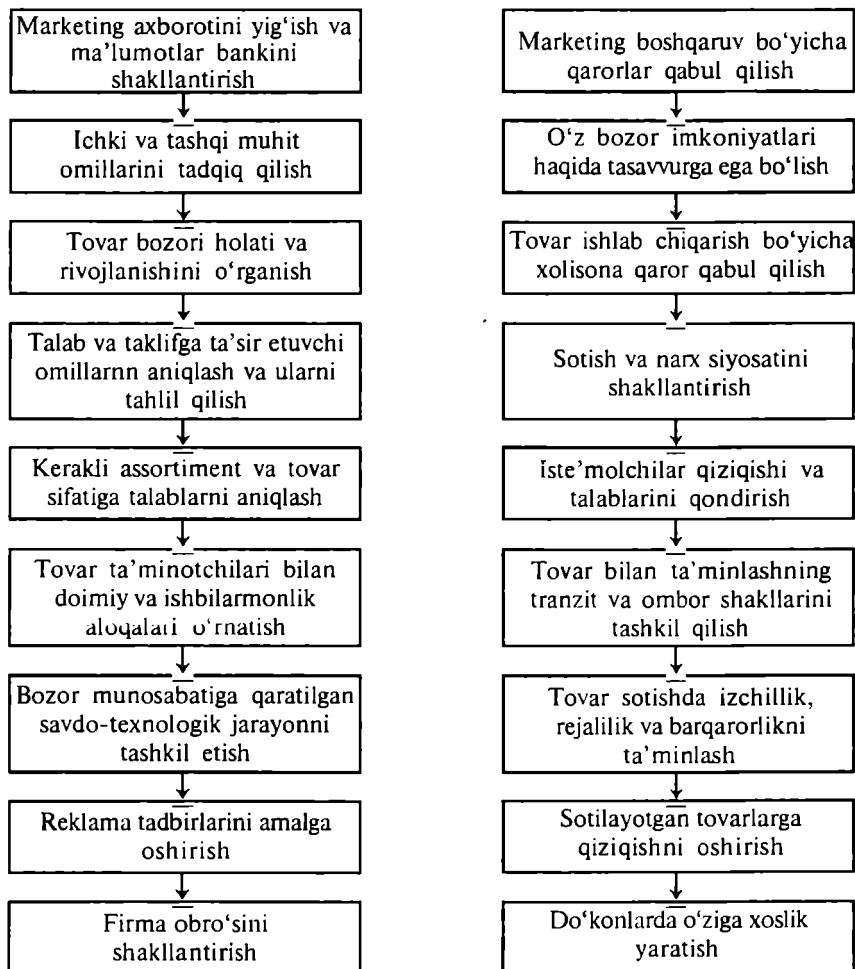 Marketing axborotini yig‘ish va
ma’lumotlar bankini
shakllantirish
Ichki va tashqi muhit
omillarini tadqiq qilish
Tovar bozori holati va
rivojlanishini o‘rganish
Talab va taklifga ta’sir etuvchi
omillarnn aniqlash va ularni
tahlil qilish
Kerakli assortiment va tovar
sifatiga talablarni aniqlash
Tovar ta’minotchilari bilan
doimiy va ishbilarmonlik
aloqalari o‘rnatish
Bozor munosabatiga qaratilgan
savdo-texnologik jarayonni
tashkil etish
Reklama tadbirlarini amalga
oshirish
Firma obro‘sini
shakllantirish
Marketing boshqaruv bo‘yicha
qarorlar qabul qilish
O‘z bozor imkoniyatlari
haqida tasavvurga ega bo‘lish
Tovar ishlab chiqarish bo‘yicha
xolisona qaror qabul qilish
Sotish va narx siyosatini
shakllantirish
Iste’molchilar qiziqishi va
talablarini qondirish
Tovar bilan ta’minlashning
tranzit va ombor shakllarini
tashkil qilish
Tovar sotishda izchillik,
rejalilik va barqarorlikni
ta’minlash
Sotilayotgan tovarlarga
qiziqishni oshirish
Do‘konlarda o‘ziga xoslik
yaratish